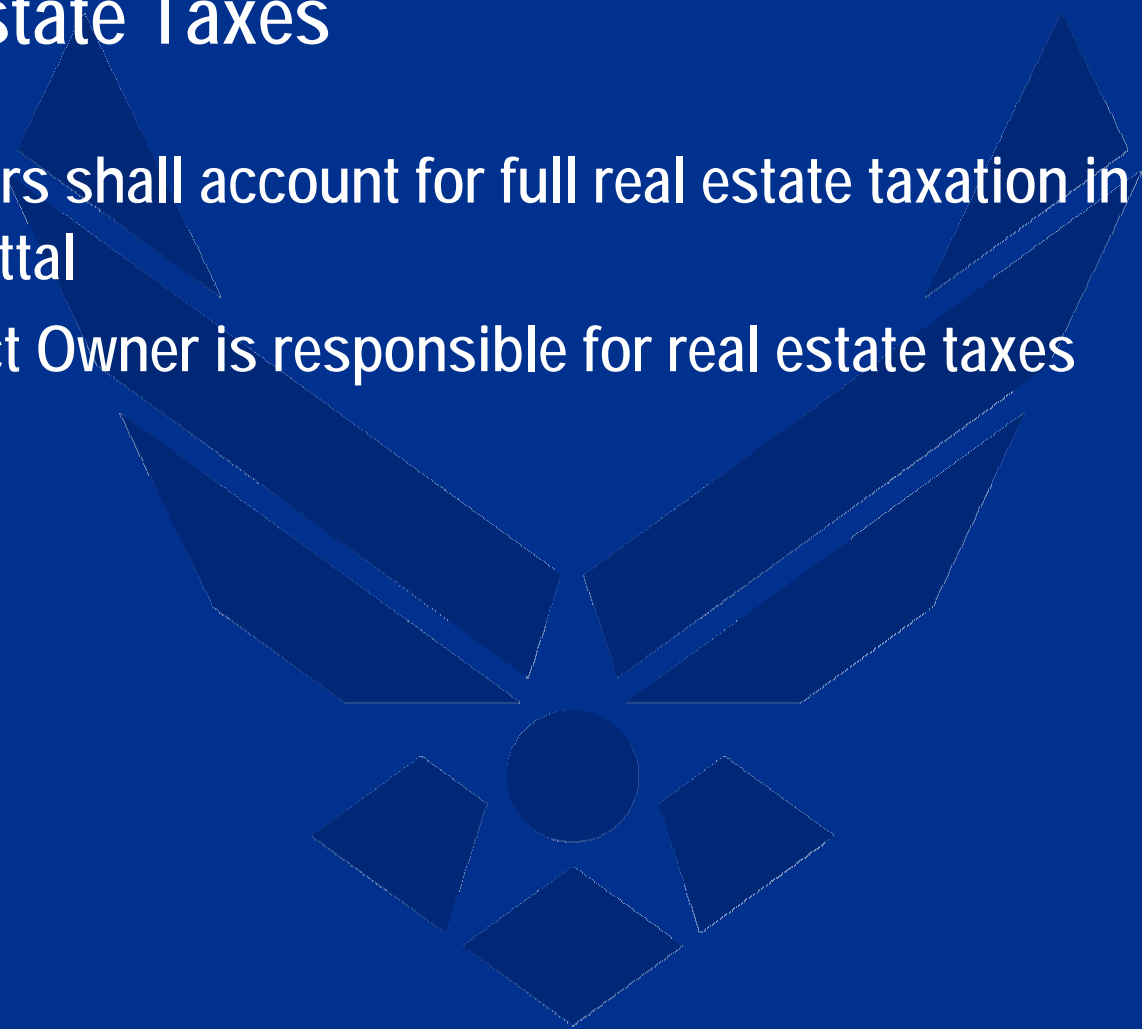 state Taxes
rs shall account for full real estate taxation in
ttal
ct Owner is responsible for real estate taxes